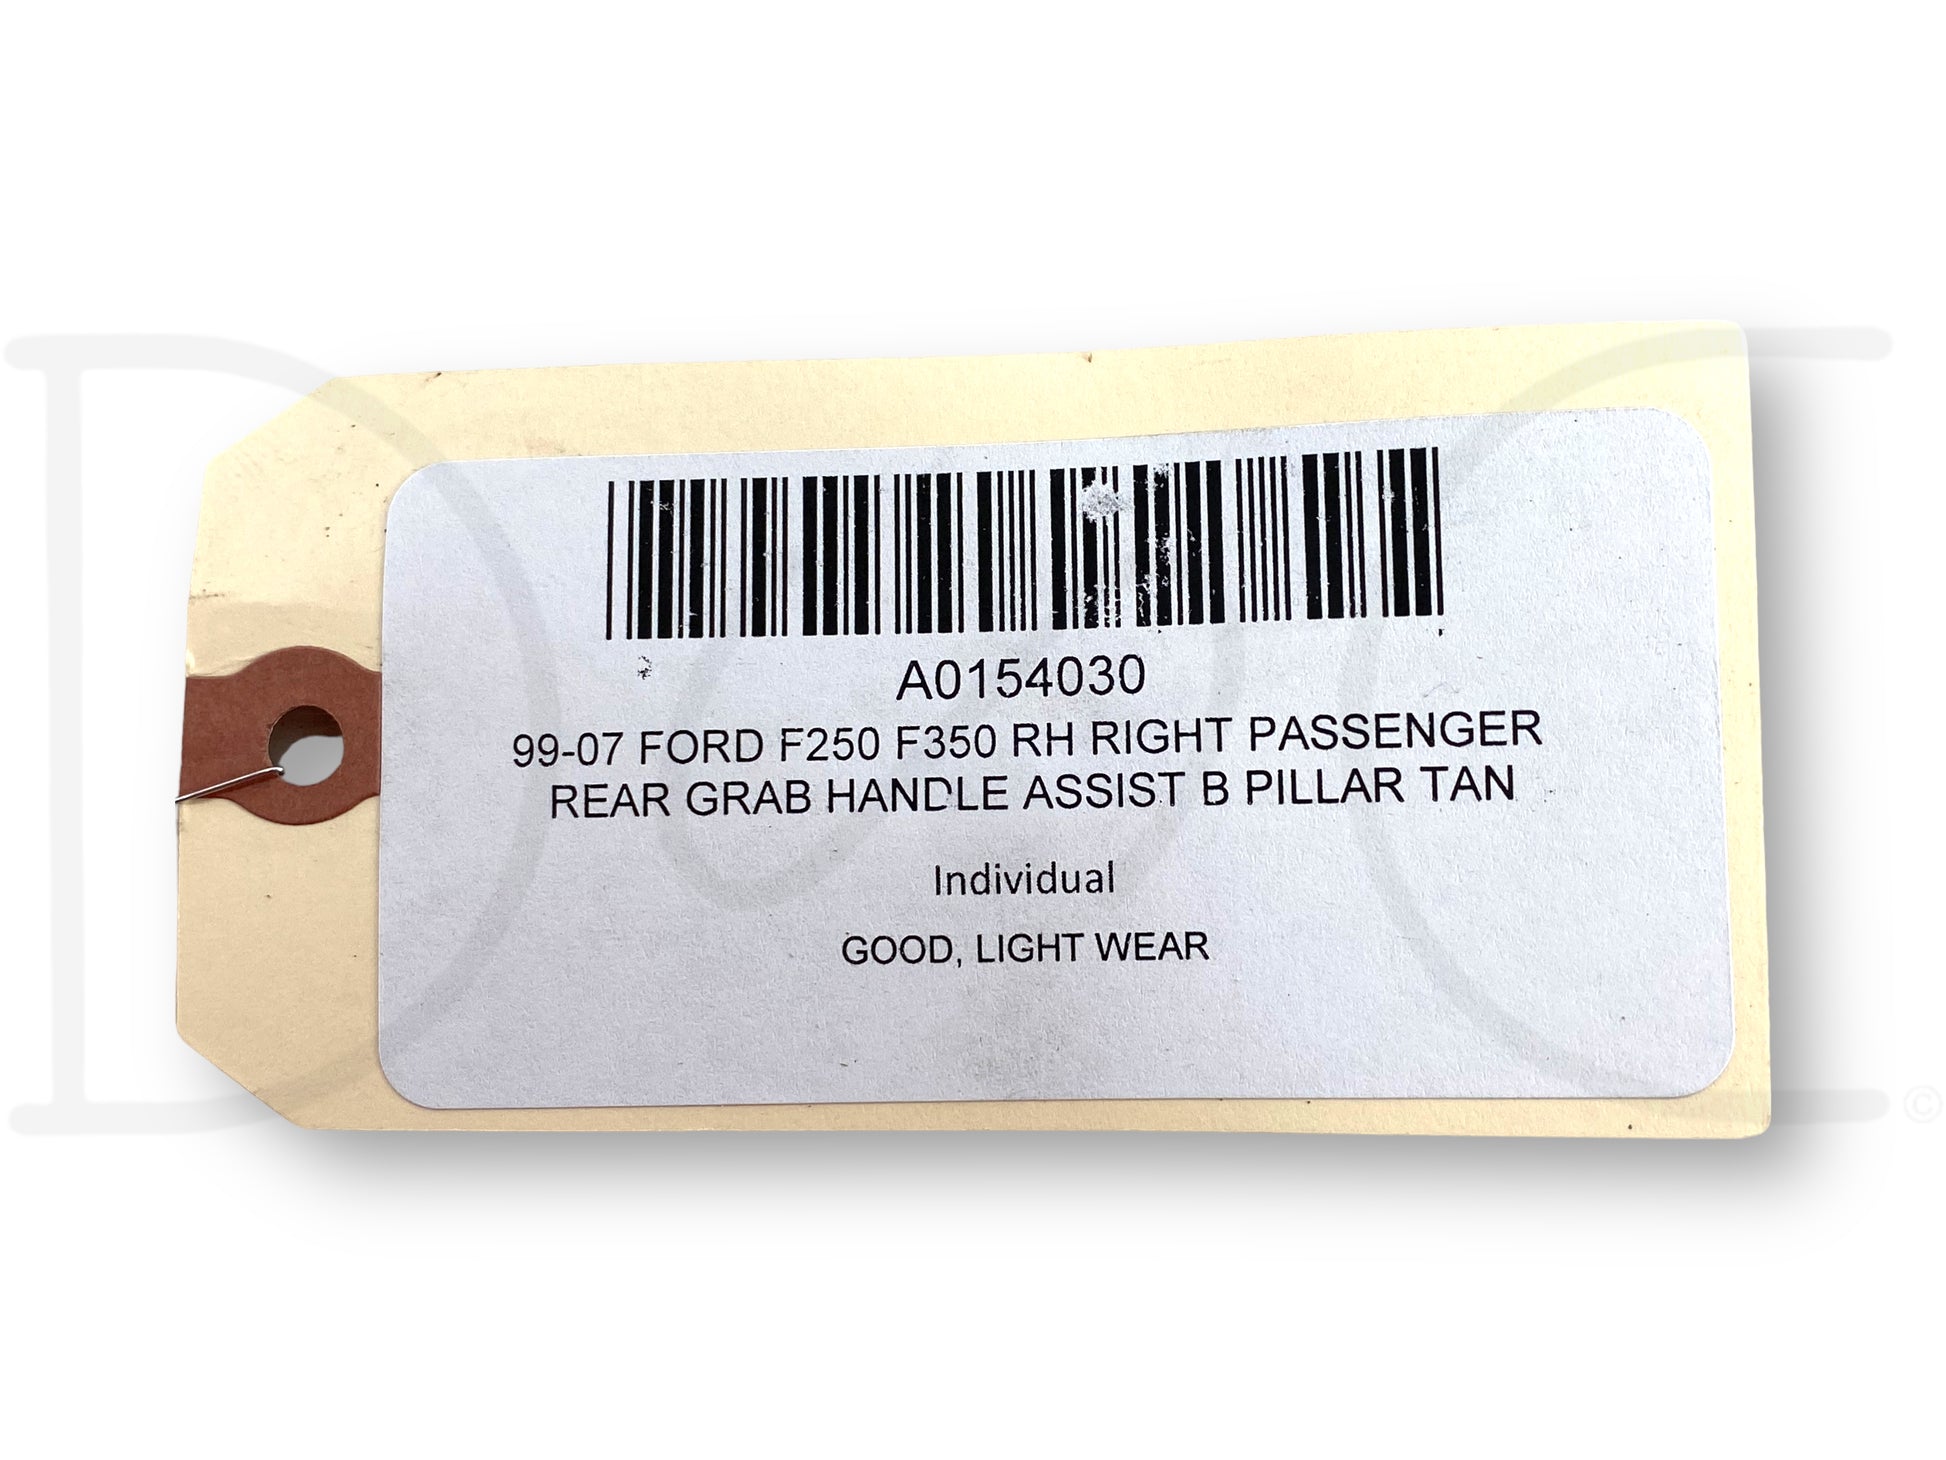 A0154030
99-07 FORD F250 F350 RH RIGHT PASSENGER
REAR GRAB HANDLE ASSIST B PILLAR TAN
Individual
GOOD, LIGHT WEAR
©